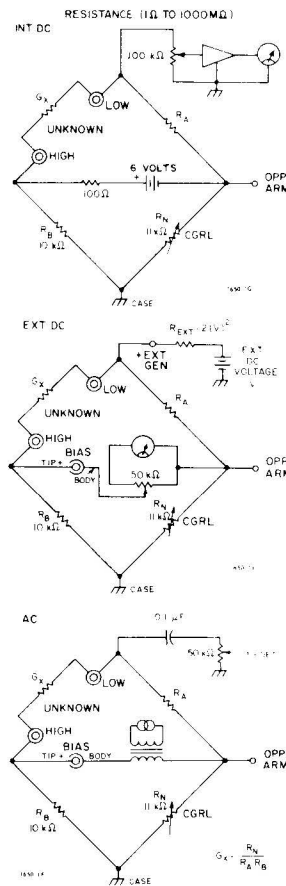 RESISTANCE (1Ω TO 1000MΩ)
INT DC
100 kΩ
GX
LOW
RA
UNKNOWN
HIGH
6 VOLTS
+
100Ω
OPP
ARM
RB
10 kΩ
RN
11 kΩ
CGRL
CASE
EXT DC
+ EXT
GEN
EXT
DC
VOLTAGE
GX
LOW
RA
UNKNOWN
HIGH
BIAS
TIP +
BODY
50 kΩ
OPP
ARM
RB
10 kΩ
RN
11 kΩ
CGRL
CASE
AC
0.1 µF
50 kΩ
GX
LOW
RA
UNKNOWN
HIGH
BIAS
TIP +
BODY
OPP
ARM
RB
10 kΩ
RN
11 kΩ
CGRL
CASE
GX = RN
RA RB